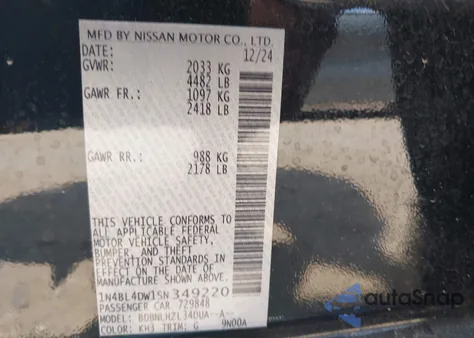 MFD BY NISSAN MOTOR CO., LTD.
DATE: 12/24
GVWR: 2033 KG
4482 LB
GAWR FR.: 1097 KG
2418 LB
GAWR RR.: 988 KG
2178 LB
THIS VEHICLE CONFORMS TO
ALL APPLICABLE FEDERAL
MOTOR VEHICLE SAFETY,
BUMPER, AND THEFT
PREVENTION STANDARDS IN
EFFECT ON THE DATE OF
MANUFACTURE SHOWN ABOVE.
1N4BL4DW1SN349220
PASSENGER CAR 729848
MODEL: BDBNLHZL34DUA--A--
COLOR: KH3 TRIM: G 9N00A
autoSnap